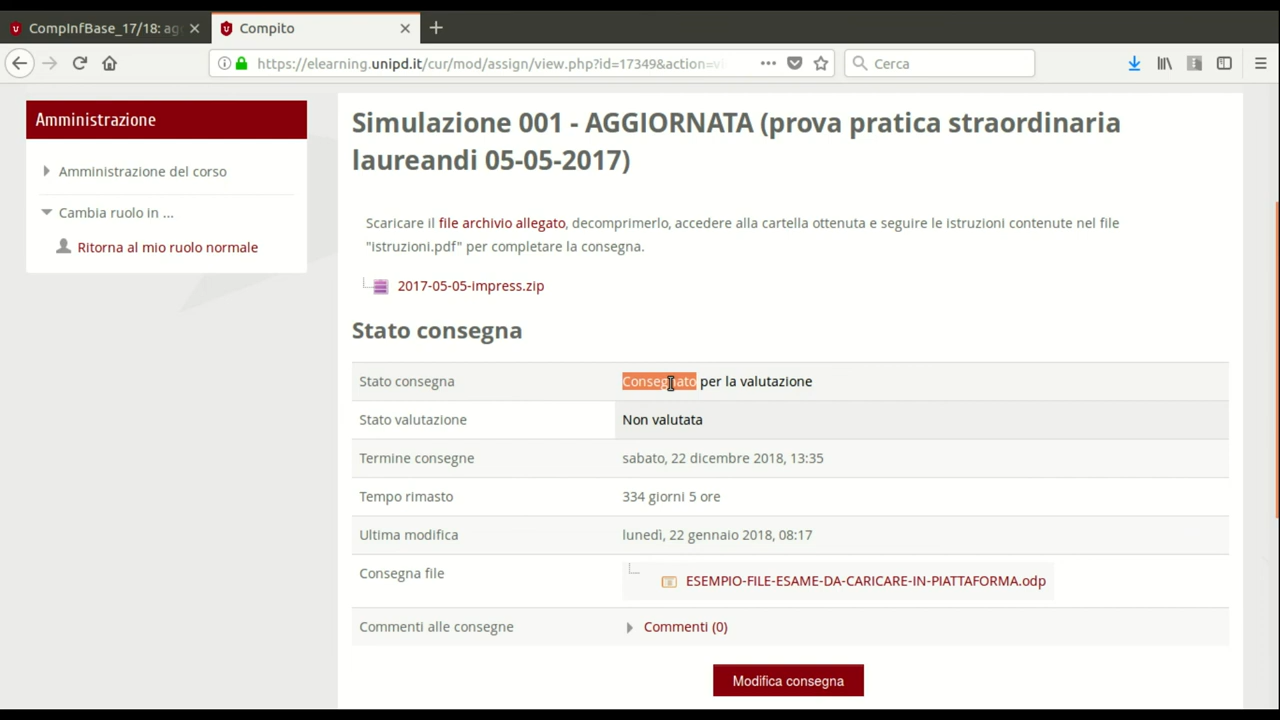 CompInfBase_17/18: ag
Compito
https://elearning.unipd.it/cur/mod/assign/view.php?id=17349&action=v
Cerca
Amministrazione
Amministrazione del corso
Cambia ruolo in ...
Ritorna al mio ruolo normale
Simulazione 001 - AGGIORNATA (prova pratica straordinaria
laureandi 05-05-2017)
Scaricare il file archivio allegato, decomprimerlo, accedere alla cartella ottenuta e seguire le istruzioni contenute nel file
"istruzioni.pdf" per completare la consegna.
2017-05-05-impress.zip
Stato consegna
Stato consegna Consegnato per la valutazione
Stato valutazione Non valutata
Termine consegne sabato, 22 dicembre 2018, 13:35
Tempo rimasto 334 giorni 5 ore
Ultima modifica lunedì, 22 gennaio 2018, 08:17
Consegna file ESEMPIO-FILE-ESAME-DA-CARICARE-IN-PIATTAFORMA.odp
Commenti alle consegne Commenti (0)
Modifica consegna